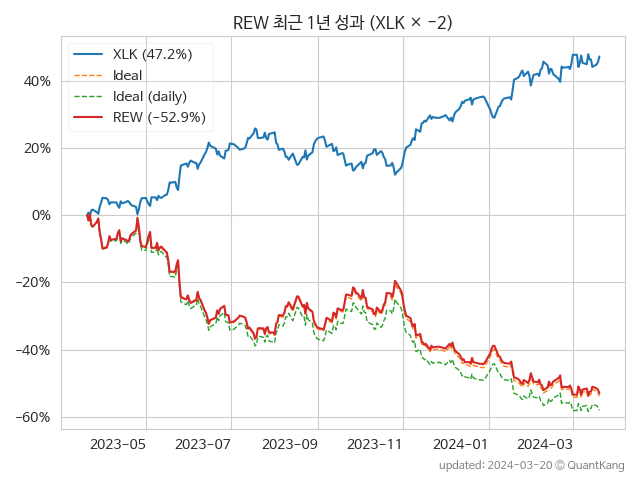 REW 최근 1년 성과 (XLK × −2)
XLK (47.2%)
Ideal
Ideal (daily)
REW (−52.9%)
40%
20%
0%
−20%
−40%
−60%
2023-05
2023-07
2023-09
2023-11
2024-01
2024-03
updated: 2024-03-20 ⓒ QuantKang